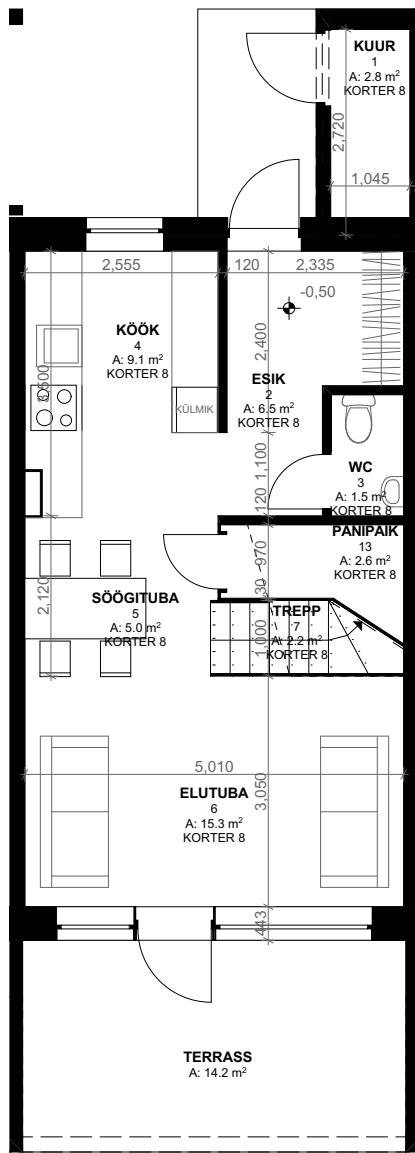 KUUR
1
A: 2.8 m²
KORTER 8
2,720
1,045
2,555
120
2,335
-0,50
KÖÖK
4
A: 9.1 m²
KORTER 8
2,400
ESIK
2
A: 6.5 m²
KORTER 8
3,500
KÜLMIK
1,100
WC
3
A: 1.5 m²
KORTER 8
120
PANIPAIK
13
A: 2.6 m²
KORTER 8
970
30
2,120
SÖÖGITUBA
5
A: 5.0 m²
KORTER 8
TREPP
7
A: 2.2 m²
KORTER 8
1,000
5,010
ELUTUBA
6
A: 15.3 m²
KORTER 8
3,050
443
TERRASS
A: 14.2 m²